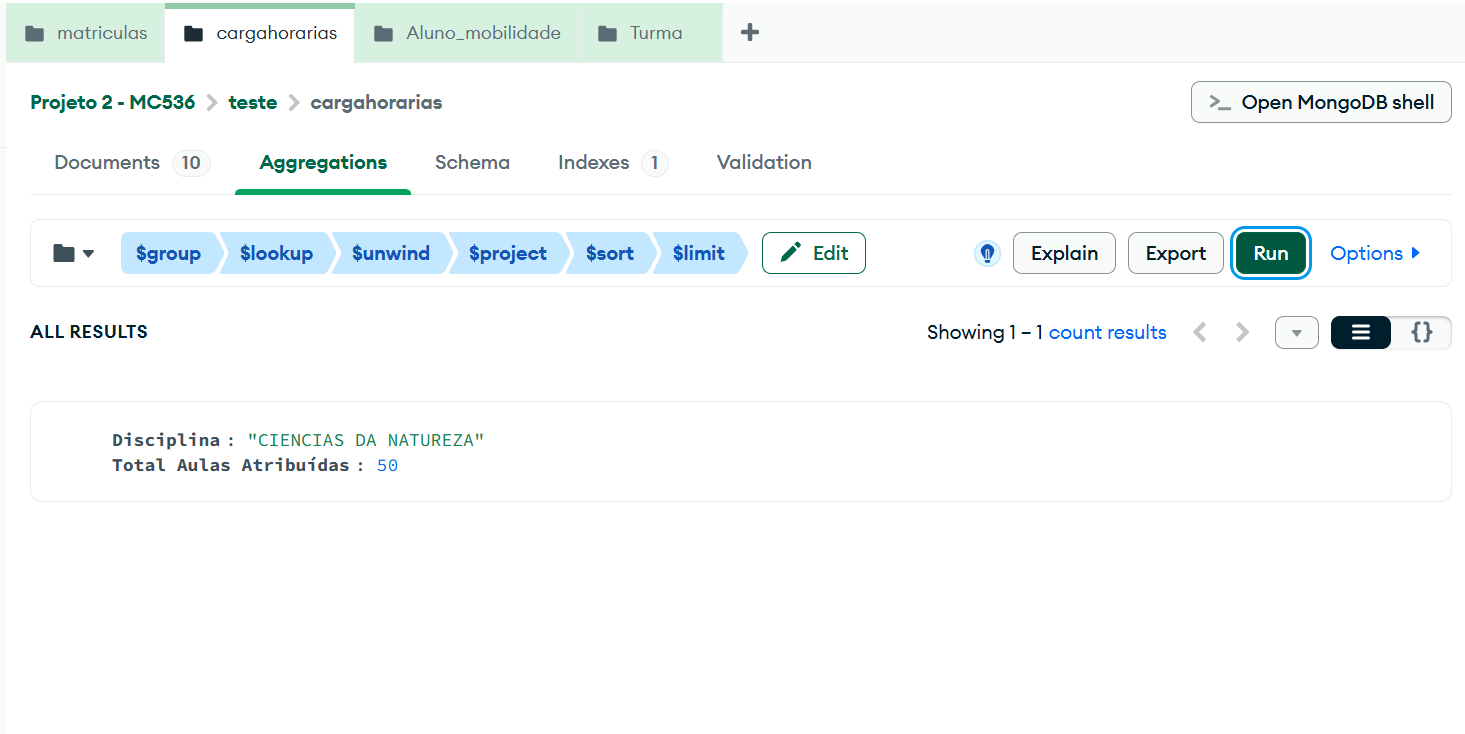 matriculas cargahorarias Aluno_mobilidade Turma +
Projeto 2 - MC536 > teste > cargahorarias >_ Open MongoDB shell
Documents 10 Aggregations Schema Indexes 1 Validation
$group $lookup $unwind $project $sort $limit Edit Explain Export Run Options
ALL RESULTS Showing 1 – 1 count results { }
Disciplina : "CIENCIAS DA NATUREZA"
Total Aulas Atribuídas : 50